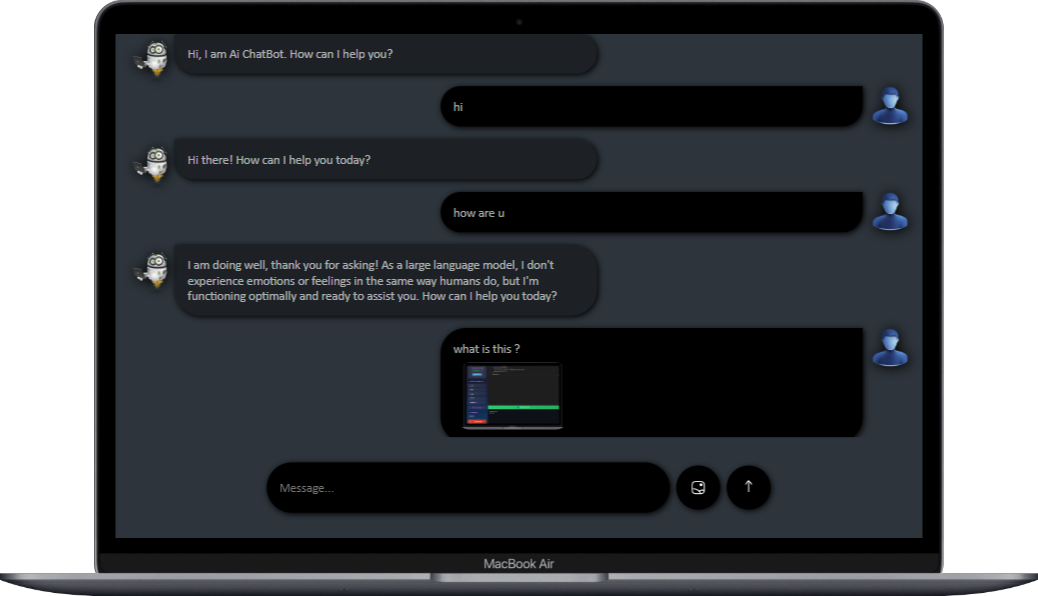 Hi, I am Ai ChatBot. How can I help you?
hi
Hi there! How can I help you today?
how are u
I am doing well, thank you for asking! As a large language model, I don't
experience emotions or feelings in the same way humans do, but I'm
functioning optimally and ready to assist you. How can I help you today?
what is this ?
Message...
MacBook Air